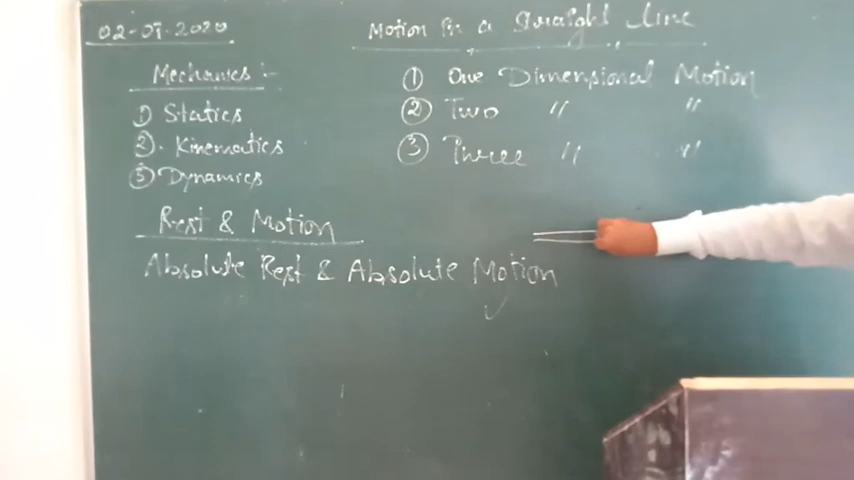 02-07-2020
Motion in a Straight line
Mechanics :-
① Statics
②. Kinematics
③ Dynamics
① One Dimensional Motion
② Two " "
③ Three " "
Rest & Motion
Absolute Rest & Absolute Motion